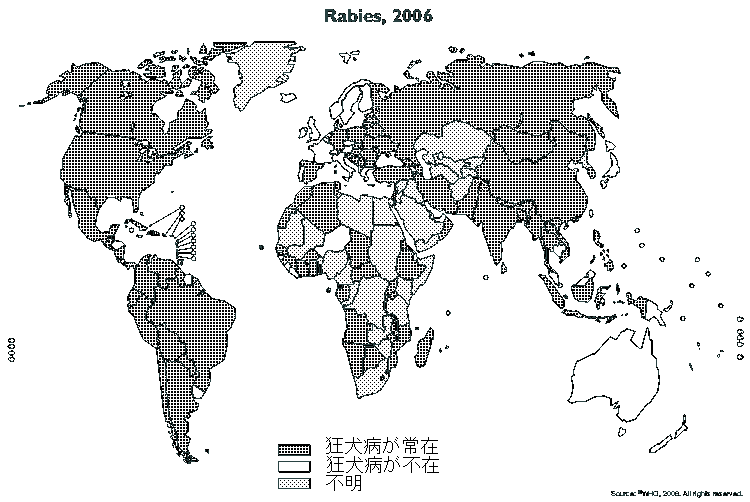 Rabies, 2006
狂犬病が常在
狂犬病が不在
不明
Source: ©WHO, 2008. All rights reserved.